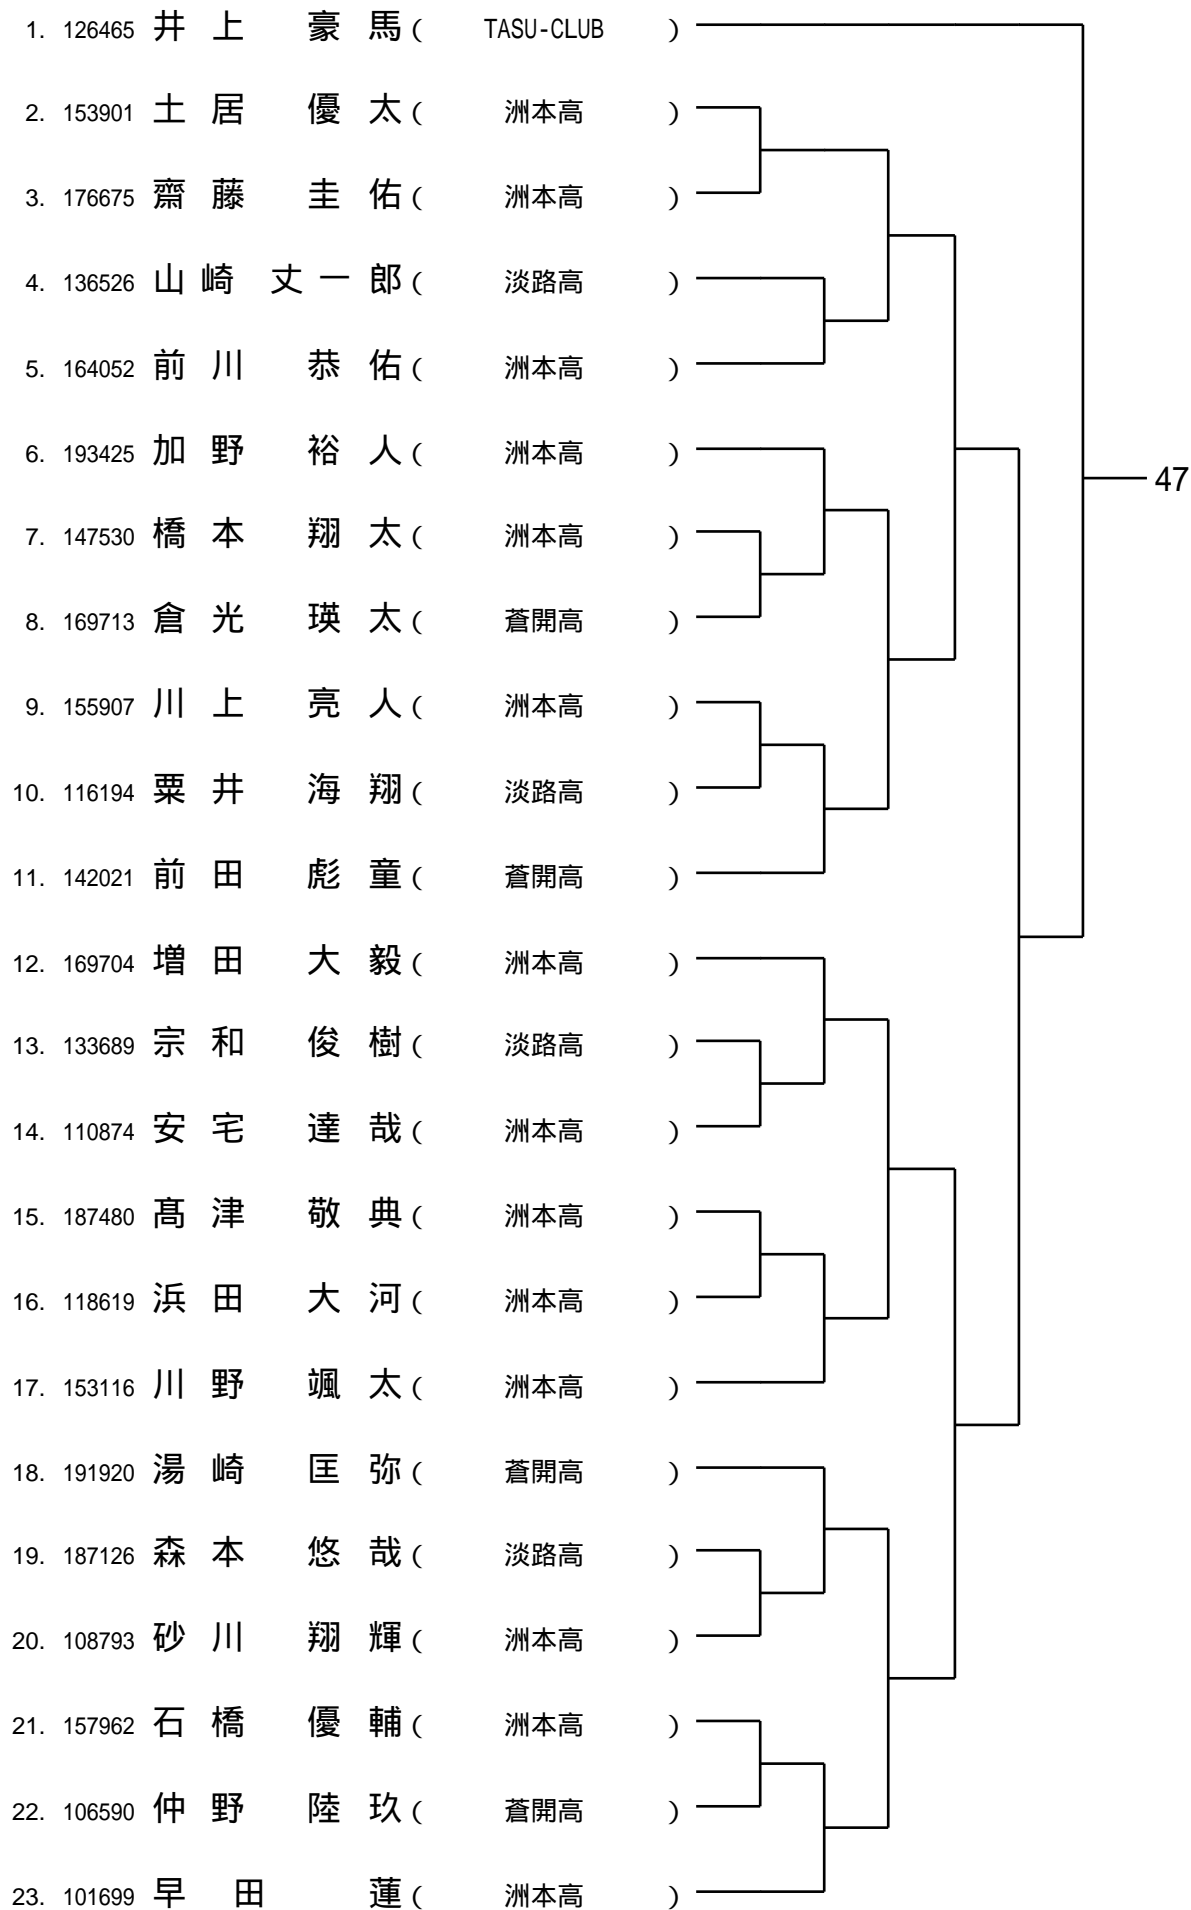 1. 126465 井上 豪馬 ( TASU-CLUB )
2. 153901 土居 優太 ( 洲本高 )
3. 176675 齋藤 圭佑 ( 洲本高 )
4. 136526 山崎 丈一郎 ( 淡路高 )
5. 164052 前川 恭佑 ( 洲本高 )
6. 193425 加野 裕人 ( 洲本高 )
47
7. 147530 橋本 翔太 ( 洲本高 )
8. 169713 倉光 瑛太 ( 蒼開高 )
9. 155907 川上 亮人 ( 洲本高 )
10. 116194 粟井 海翔 ( 淡路高 )
11. 142021 前田 彪童 ( 蒼開高 )
12. 169704 増田 大毅 ( 洲本高 )
13. 133689 宗和 俊樹 ( 淡路高 )
14. 110874 安宅 達哉 ( 洲本高 )
15. 187480 髙津 敬典 ( 洲本高 )
16. 118619 浜田 大河 ( 洲本高 )
17. 153116 川野 颯太 ( 洲本高 )
18. 191920 湯崎 匡弥 ( 蒼開高 )
19. 187126 森本 悠哉 ( 淡路高 )
20. 108793 砂川 翔輝 ( 洲本高 )
21. 157962 石橋 優輔 ( 洲本高 )
22. 106590 仲野 陸玖 ( 蒼開高 )
23. 101699 早田 蓮 ( 洲本高 )